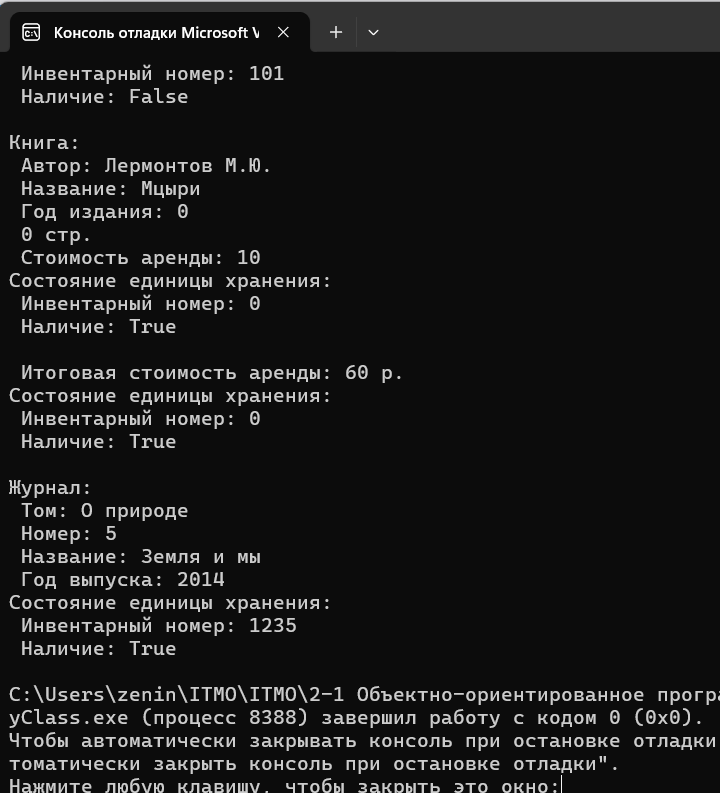 Консоль отладки Microsoft V
Инвентарный номер: 101
Наличие: False
Книга:
Автор: Лермонтов М.Ю.
Название: Мцыри
Год издания: 0
0 стр.
Стоимость аренды: 10
Состояние единицы хранения:
Инвентарный номер: 0
Наличие: True
Итоговая стоимость аренды: 60 р.
Состояние единицы хранения:
Инвентарный номер: 0
Наличие: True
Журнал:
Том: О природе
Номер: 5
Название: Земля и мы
Год выпуска: 2014
Состояние единицы хранения:
Инвентарный номер: 1235
Наличие: True
C:\Users\zenin\ITMO\ITMO\2-1 Объектно-ориентированное програ
yClass.exe (процесс 8388) завершил работу с кодом 0 (0x0).
Чтобы автоматически закрывать консоль при остановке отладки
томатически закрыть консоль при остановке отладки".
Нажмите любую клавишу, чтобы закрыть это окно: